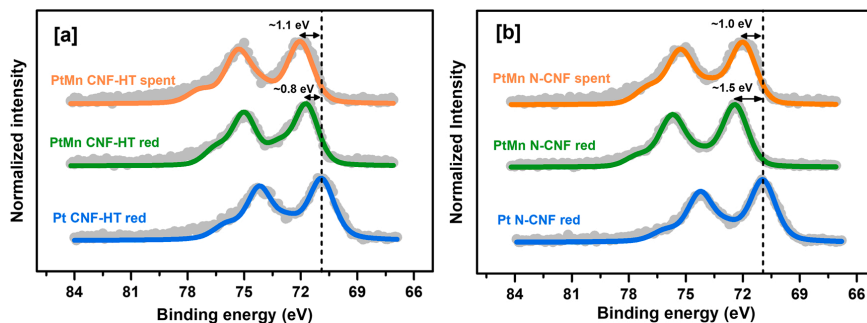 [a]
~1.1 eV
PtMn CNF-HT spent
~0.8 eV
PtMn CNF-HT red
Pt CNF-HT red
Normalized intensity
84 81 78 75 72 69 66
Binding energy (eV)
[b]
~1.0 eV
PtMn N-CNF spent
~1.5 eV
PtMn N-CNF red
Pt N-CNF red
Normalized Intensity
84 81 78 75 72 69 66
Binding energy (eV)